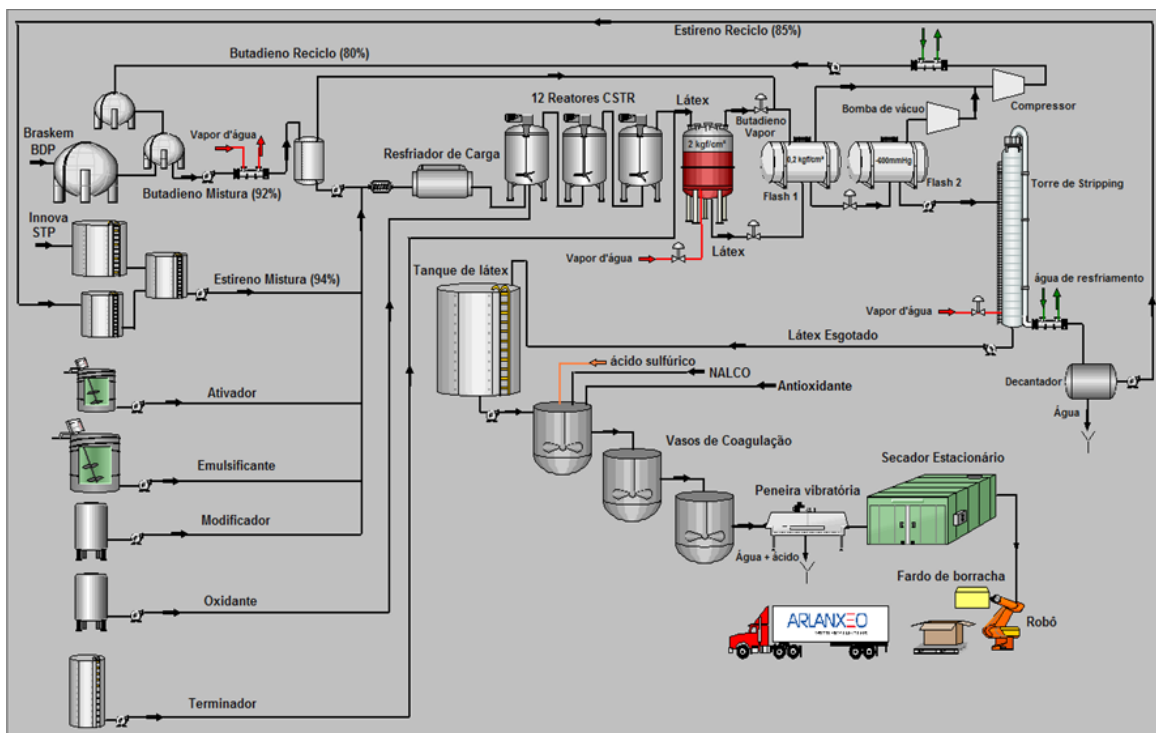 Estireno Reciclo (85%)
Butadieno Reciclo (80%)
12 Reatores CSTR
Látex
Compressor
Bomba de vácuo
Butadieno
Vapor
Braskem
BDP
Vapor d'água
2 kgf/cm²
0,2 kgf/cm²
-600mmHg
Resfriador de Carga
Flash 1
Flash 2
Torre de Stripping
Butadieno Mistura (92%)
Innova
STP
Látex
Vapor d'água
Tanque de látex
Estireno Mistura (94%)
água de resfriamento
Vapor d'água
Látex Esgotado
ácido sulfúrico
NALCO
Antioxidante
Decantador
Água
Ativador
Vasos de Coagulação
Secador Estacionário
Emulsificante
Peneira vibratória
Modificador
Água + ácido
Fardo de borracha
Oxidante
ARLANXEO
Robô
Terminador